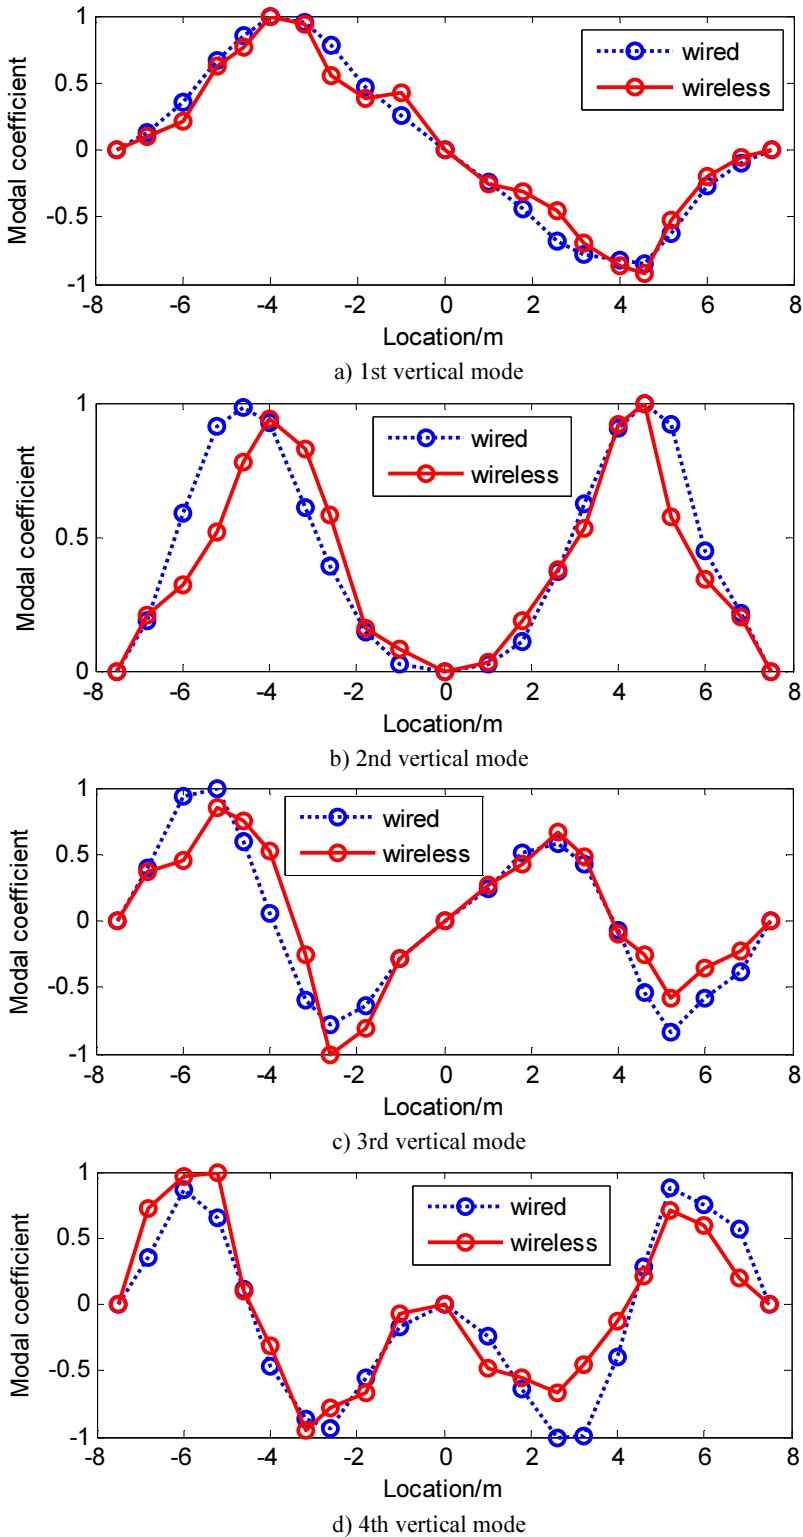 1
0.5
0
-0.5
-1
Modal coefficient
wired
wireless
-8 -6 -4 -2 0 2 4 6 8
Location/m
a) 1st vertical mode
1
0.5
0
Modal coefficient
wired
wireless
-8 -6 -4 -2 0 2 4 6 8
Location/m
b) 2nd vertical mode
1
0.5
0
-0.5
-1
Modal coefficient
wired
wireless
-8 -6 -4 -2 0 2 4 6 8
Location/m
c) 3rd vertical mode
1
0.5
0
-0.5
-1
Modal coefficient
wired
wireless
-8 -6 -4 -2 0 2 4 6 8
Location/m
d) 4th vertical mode